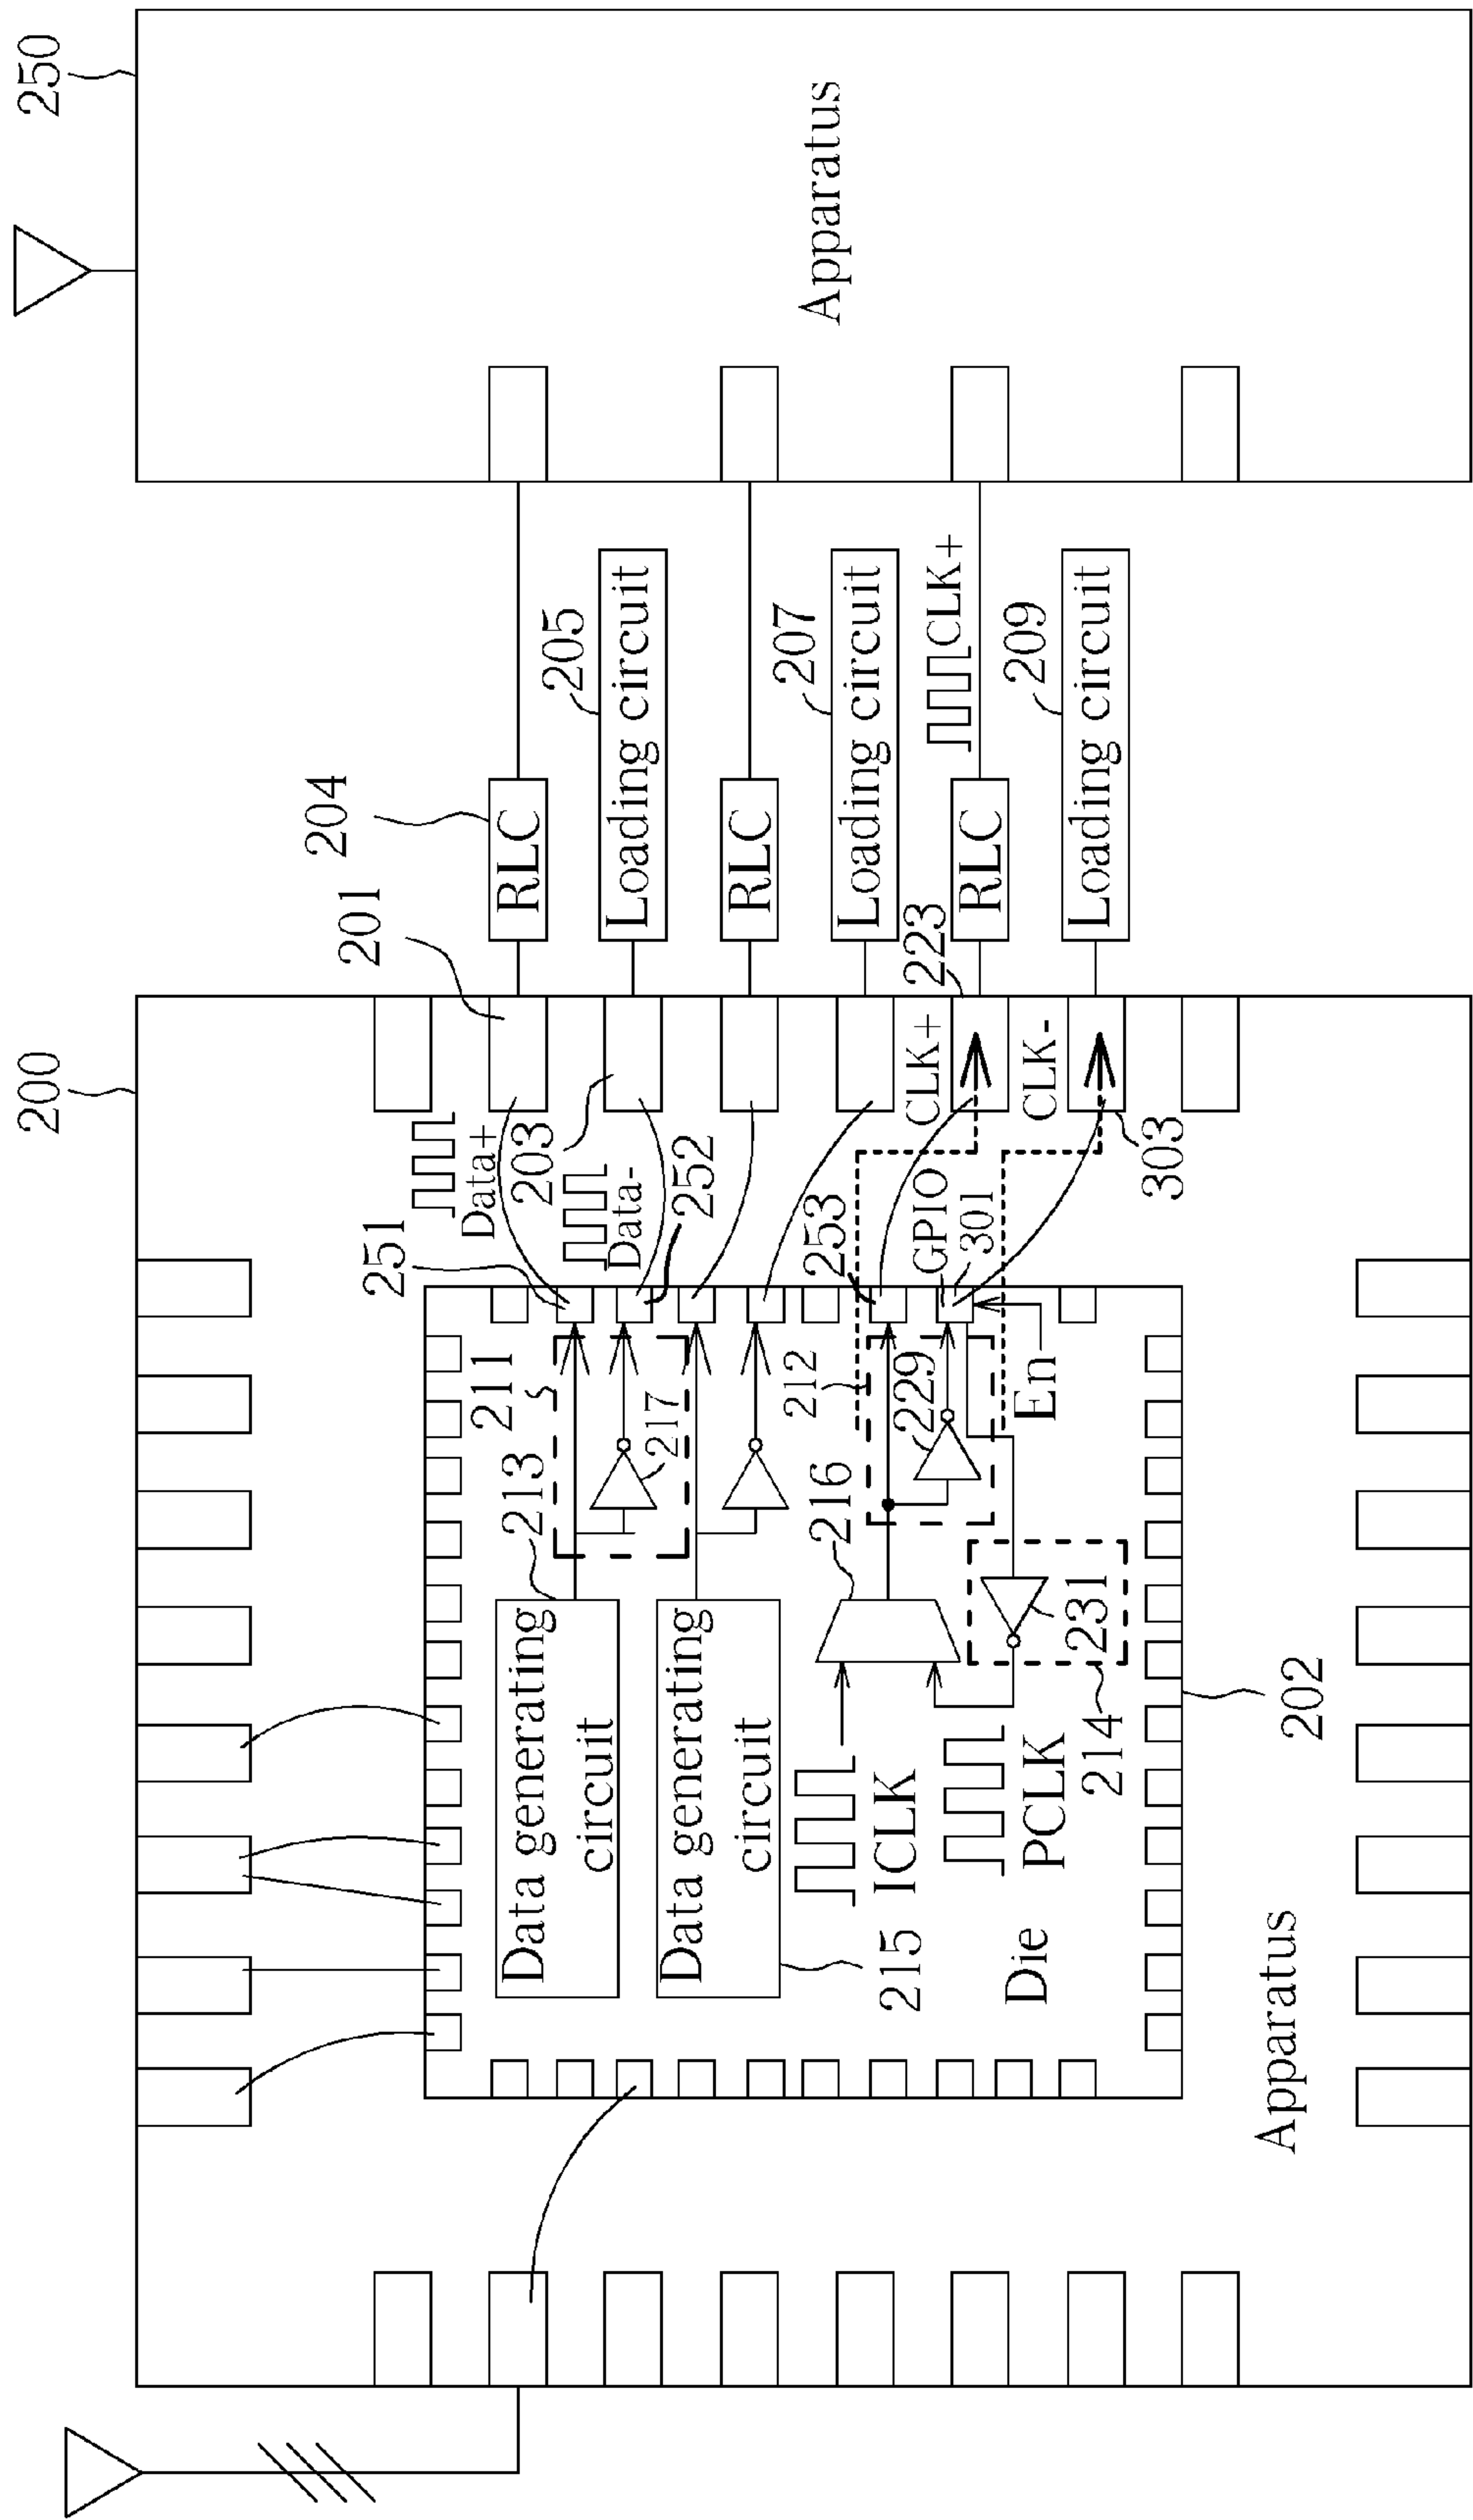 250
Apparatus
200
204
201
RLC
205
Loading circuit
RLC
207
Loading circuit
CLK+
223
RLC
209
Loading circuit
251
Data+
203
Data-
252
253
CLK+
GPIO
301
CLK-
303
211
213
217
212
216
229
En
231
214
Data generating
circuit
Data generating
circuit
ICLK
PCLK
215
Die
202
Apparatus